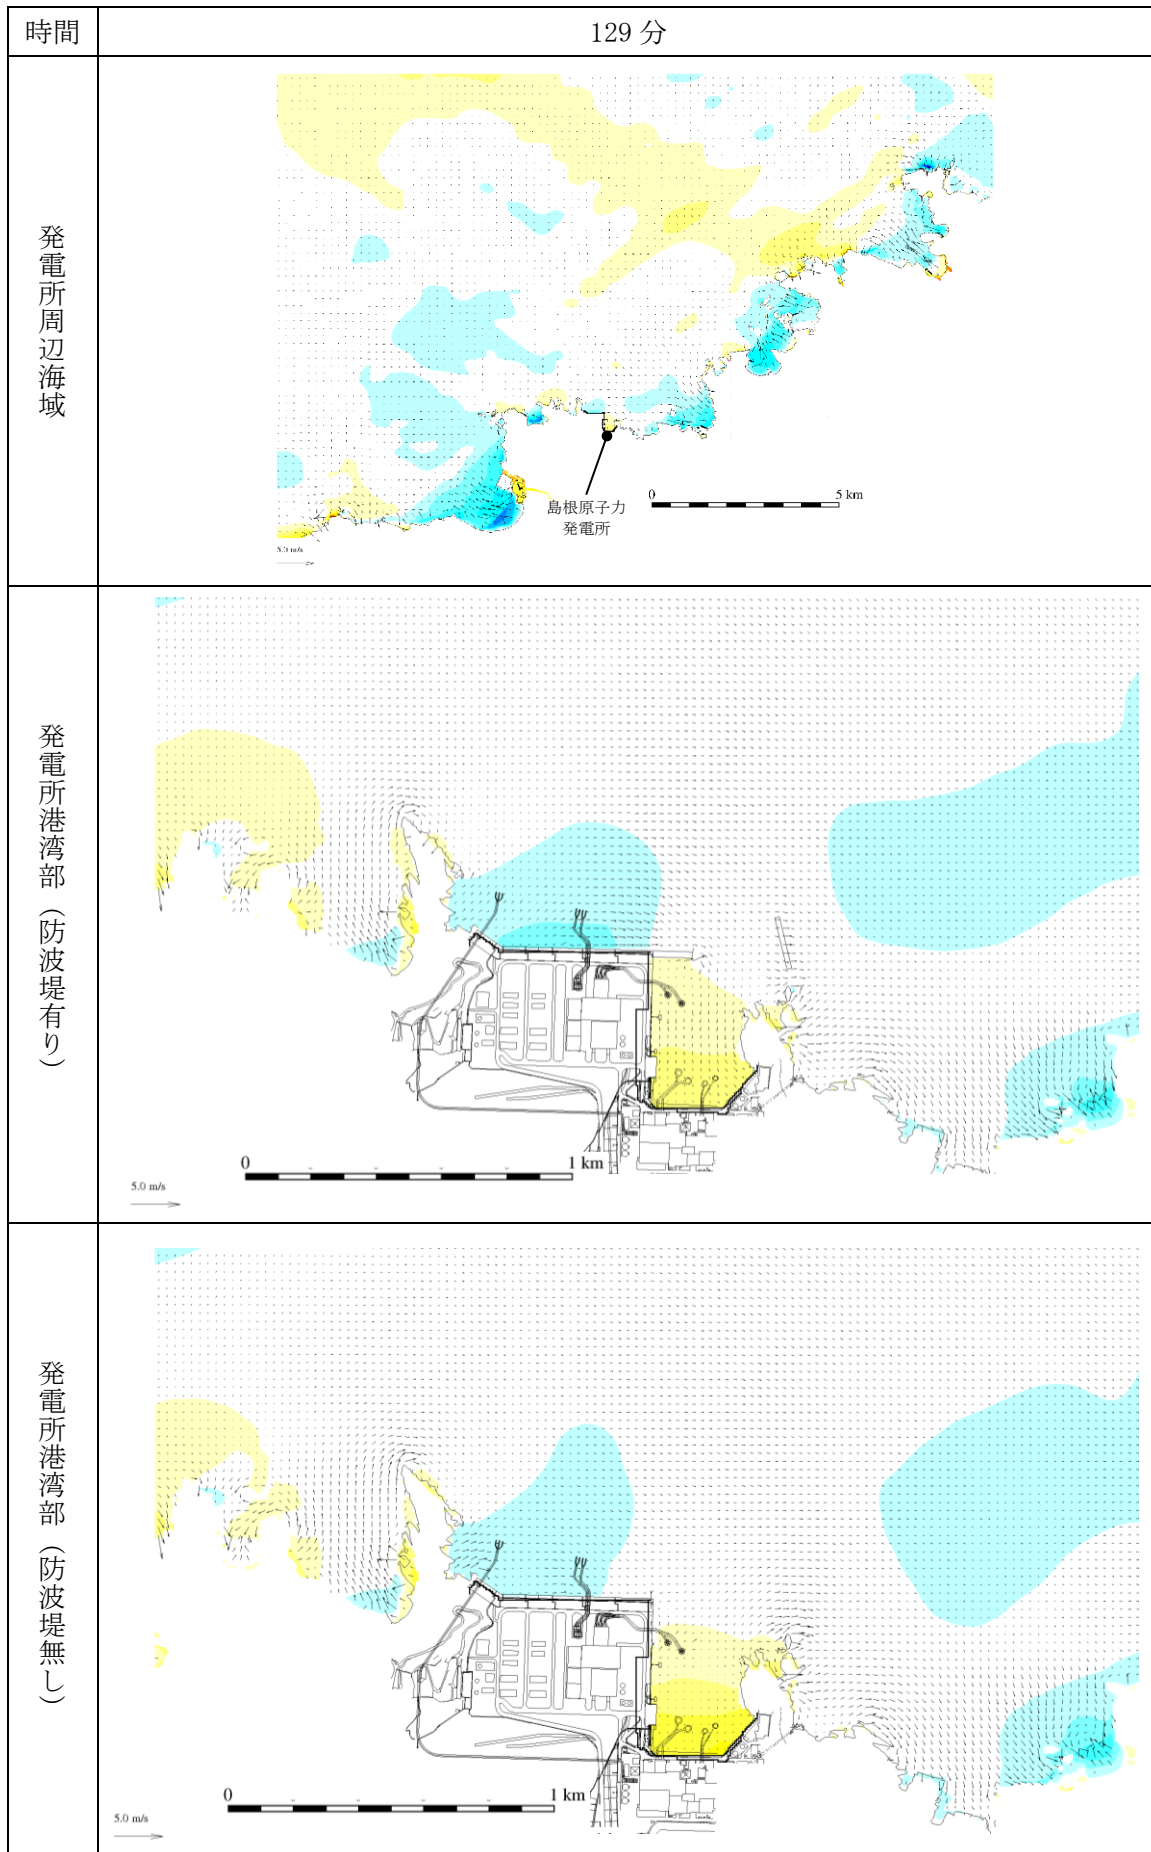 時間
129 分
発電所周辺海域
島根原子力
発電所
0
5 km
5.0 m/s
発電所港湾部（防波堤有り）
0
1 km
5.0 m/s
発電所港湾部（防波堤無し）
0
1 km
5.0 m/s